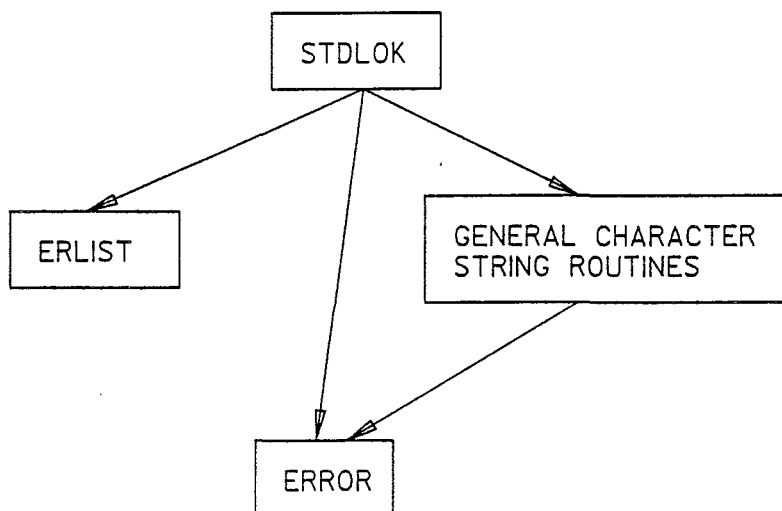 STDLOK
ERLIST
GENERAL CHARACTER
STRING ROUTINES
ERROR